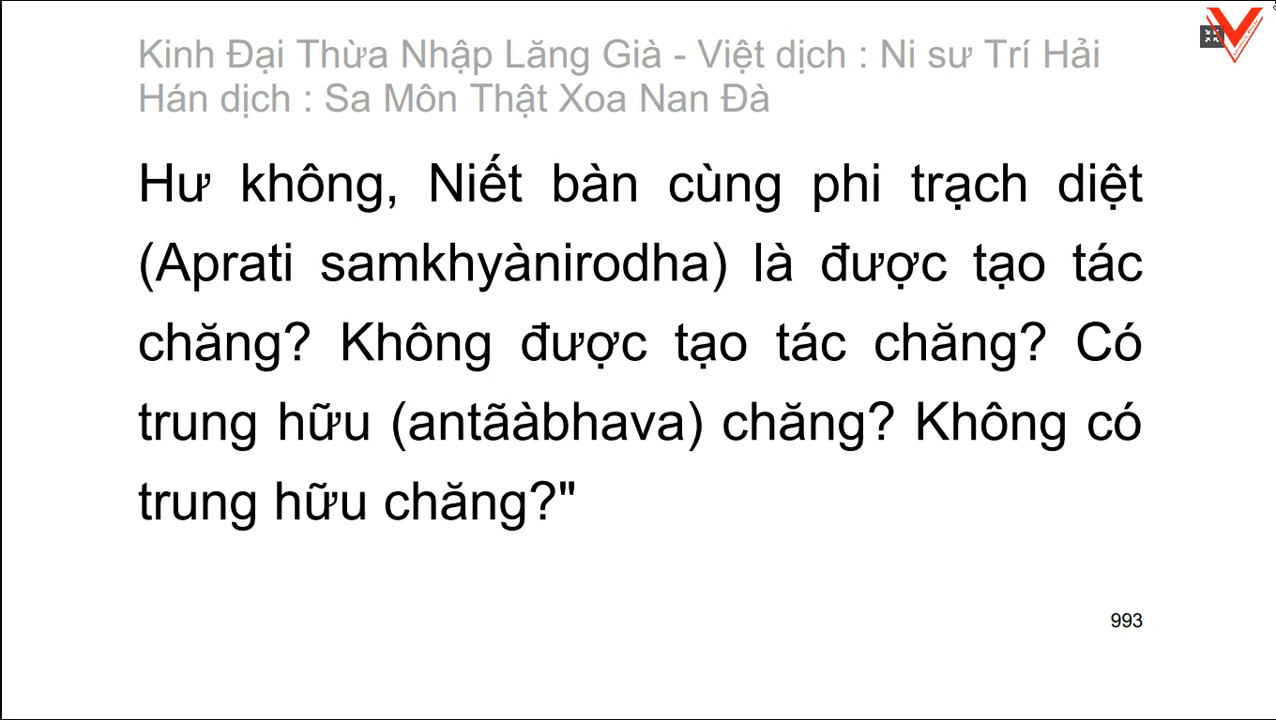 Kinh Đại Thừa Nhập Lăng Già - Việt dịch : Ni sư Trí Hải
Hán dịch : Sa Môn Thật Xoa Nan Đà
Hư không, Niết bàn cùng phi trạch diệt
(Aprati samkhyànirodha) là được tạo tác
chăng? Không được tạo tác chăng? Có
trung hữu (antãàbhava) chăng? Không có
trung hữu chăng?"
993